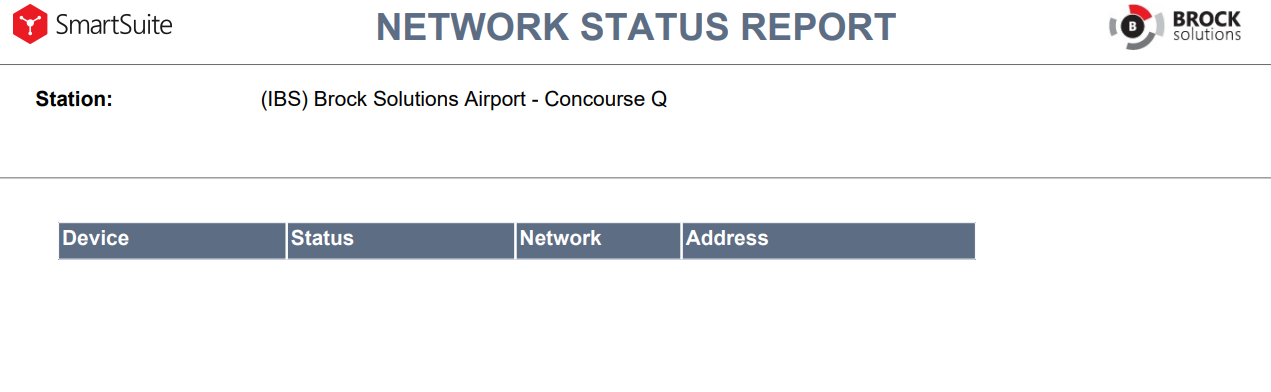 SmartSuite
NETWORK STATUS REPORT
B
BROCK
solutions
Station: (IBS) Brock Solutions Airport - Concourse Q
Device Status Network Address